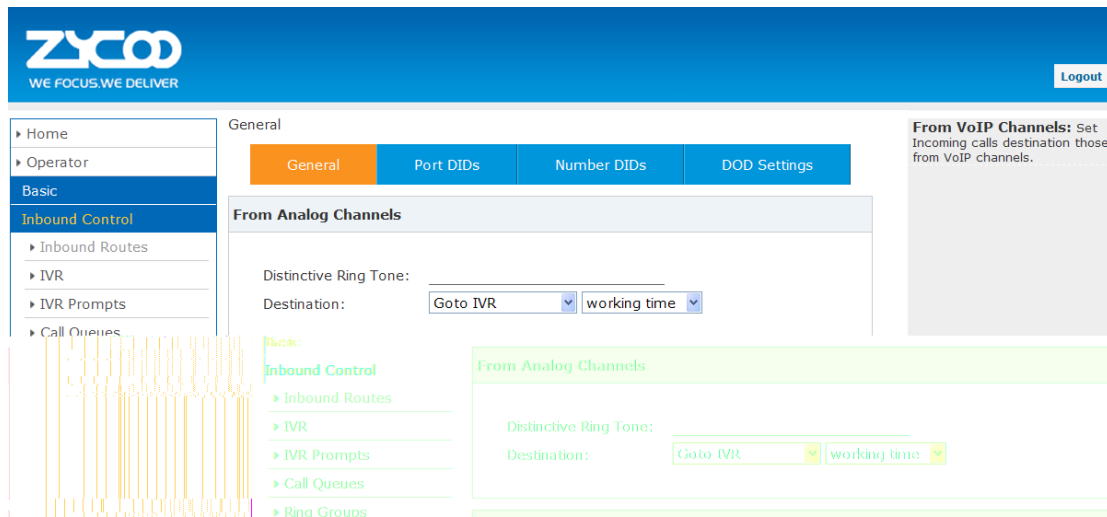 ZYCOO
WE FOCUS.WE DELIVER
Logout
Home
Operator
Basic
Inbound Control
Inbound Routes
IVR
IVR Prompts
Call Queues
General
General
Port DIDs
Number DIDs
DOD Settings
From Analog Channels
Distinctive Ring Tone:
Destination:
Goto IVR
working time
From VoIP Channels: Set
Incoming calls destination those
from VoIP channels.
Basic
Inbound Control
Inbound Routes
IVR
IVR Prompts
Call Queues
Ring Groups
From Analog Channels
Distinctive Ring Tone:
Destination:
Goto IVR
working time